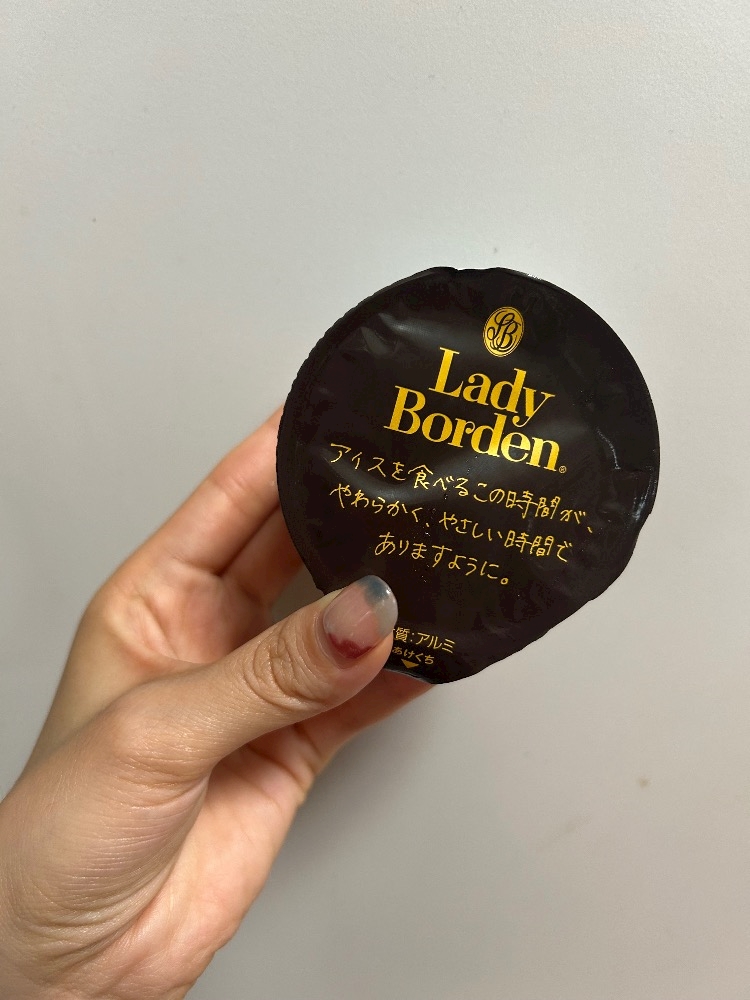 LB
Lady
Borden®
アイスを食べるこの時間が、
やわらかく、やさしい時間で
ありますように。
質:アルミ
あけくち